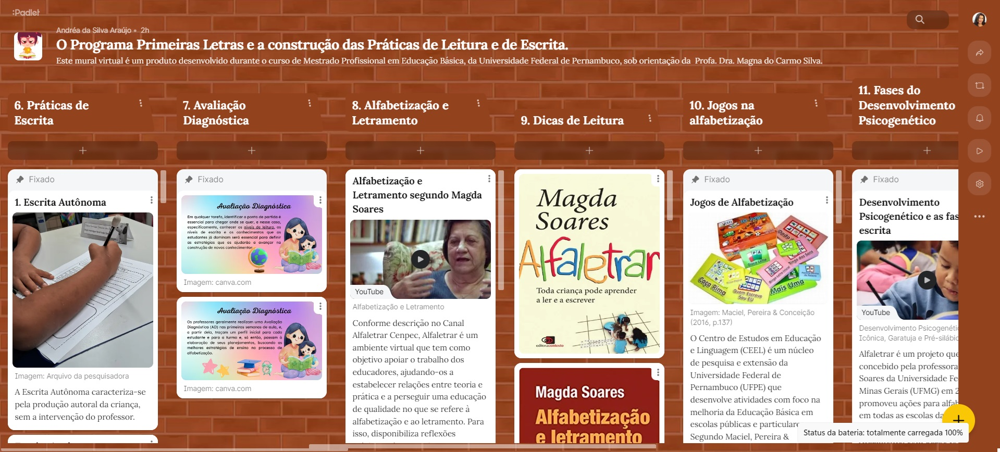 :Padlet
Andréa da Silva Araújo • 2h
O Programa Primeiras Letras e a construção das Práticas de Leitura e de Escrita.
Este mural virtual é um produto desenvolvido durante o curso de Mestrado Profissional em Educação Básica, da Universidade Federal de Pernambuco, sob orientação da Profa. Dra. Magna do Carmo Silva.
6. Práticas de
Escrita
Fixado
1. Escrita Autônoma
Imagem: Arquivo da pesquisadora
A Escrita Autônoma caracteriza-se
pela produção autoral da criança,
sem a intervenção do professor.
7. Avaliação
Diagnóstica
Fixado
Avaliação Diagnóstica
Em qualquer tarefa, identificar o ponto de partida é
essencial para chegar onde se quer, e nesse caso,
especificamente, conhecer os níveis de leitura, os
níveis de escrita e os conhecimentos que os
estudantes já dominam será essencial para definir
as estratégias que os ajudarão a avançar na
construção de novos conhecimentos.
Imagem: canva.com
Avaliação Diagnóstica
Os professores geralmente realizam uma Avaliação
Diagnóstica (AD) nas primeiras semanas de aula, e,
a partir dela, traçam um perfil inicial para cada
estudante e para a turma e, só então, passam à
elaboração de seus planejamentos, buscando as
melhores estratégias de ensino no processo de
alfabetização.
Imagem: canva.com
8. Alfabetização e
Letramento
Alfabetização e
Letramento segundo Magda
Soares
YouTube
Alfabetização e Letramento
Conforme descrição no Canal
Alfaletrar Cenpec, Alfaletrar é um
ambiente virtual que tem como
objetivo apoiar o trabalho dos
educadores, ajudando-os a
estabelecer relações entre teoria e
prática e a perseguir uma educação
de qualidade no que se refere à
alfabetização e ao letramento. Para
isso, disponibiliza reflexões
9. Dicas de Leitura
Magda
Soares
Alfaletrar
Toda criança pode aprender
a ler e a escrever
editoracontexto
Magda Soares
Alfabetização
e letramento
10. Jogos na
alfabetização
Fixado
Jogos de Alfabetização
CEEL
10 Jogos
Troca Letra
Bingo dos Sons
Bingo Letra Inicial
Caça Rima
Quem Escreve
Sou EU
Mais Uma
Imagem: Maciel, Pereira & Conceição
(2016, p.137)
O Centro de Estudos em Educação
e Linguagem (CEEL) é um núcleo
de pesquisa e extensão da
Universidade Federal de
Pernambuco (UFPE) que
desenvolve atividades com foco na
melhoria da Educação Básica em
escolas públicas e particulare
Segundo Maciel, Pereira &
11. Fases do
Desenvolvimento
Psicogenético
Fixado
Desenvolvimento
Psicogenético e as fas
escrita
YouTube
Desenvolvimento Psicogenétic
Icônica, Garatuja e Pré-silábic
Alfaletrar é um projeto que
concebido pela professora
Soares da Universidade Fe
Minas Gerais (UFMG) em 2
promoveu ações para alfab
em todas as escolas da
Status da bateria: totalmente carregada 100%